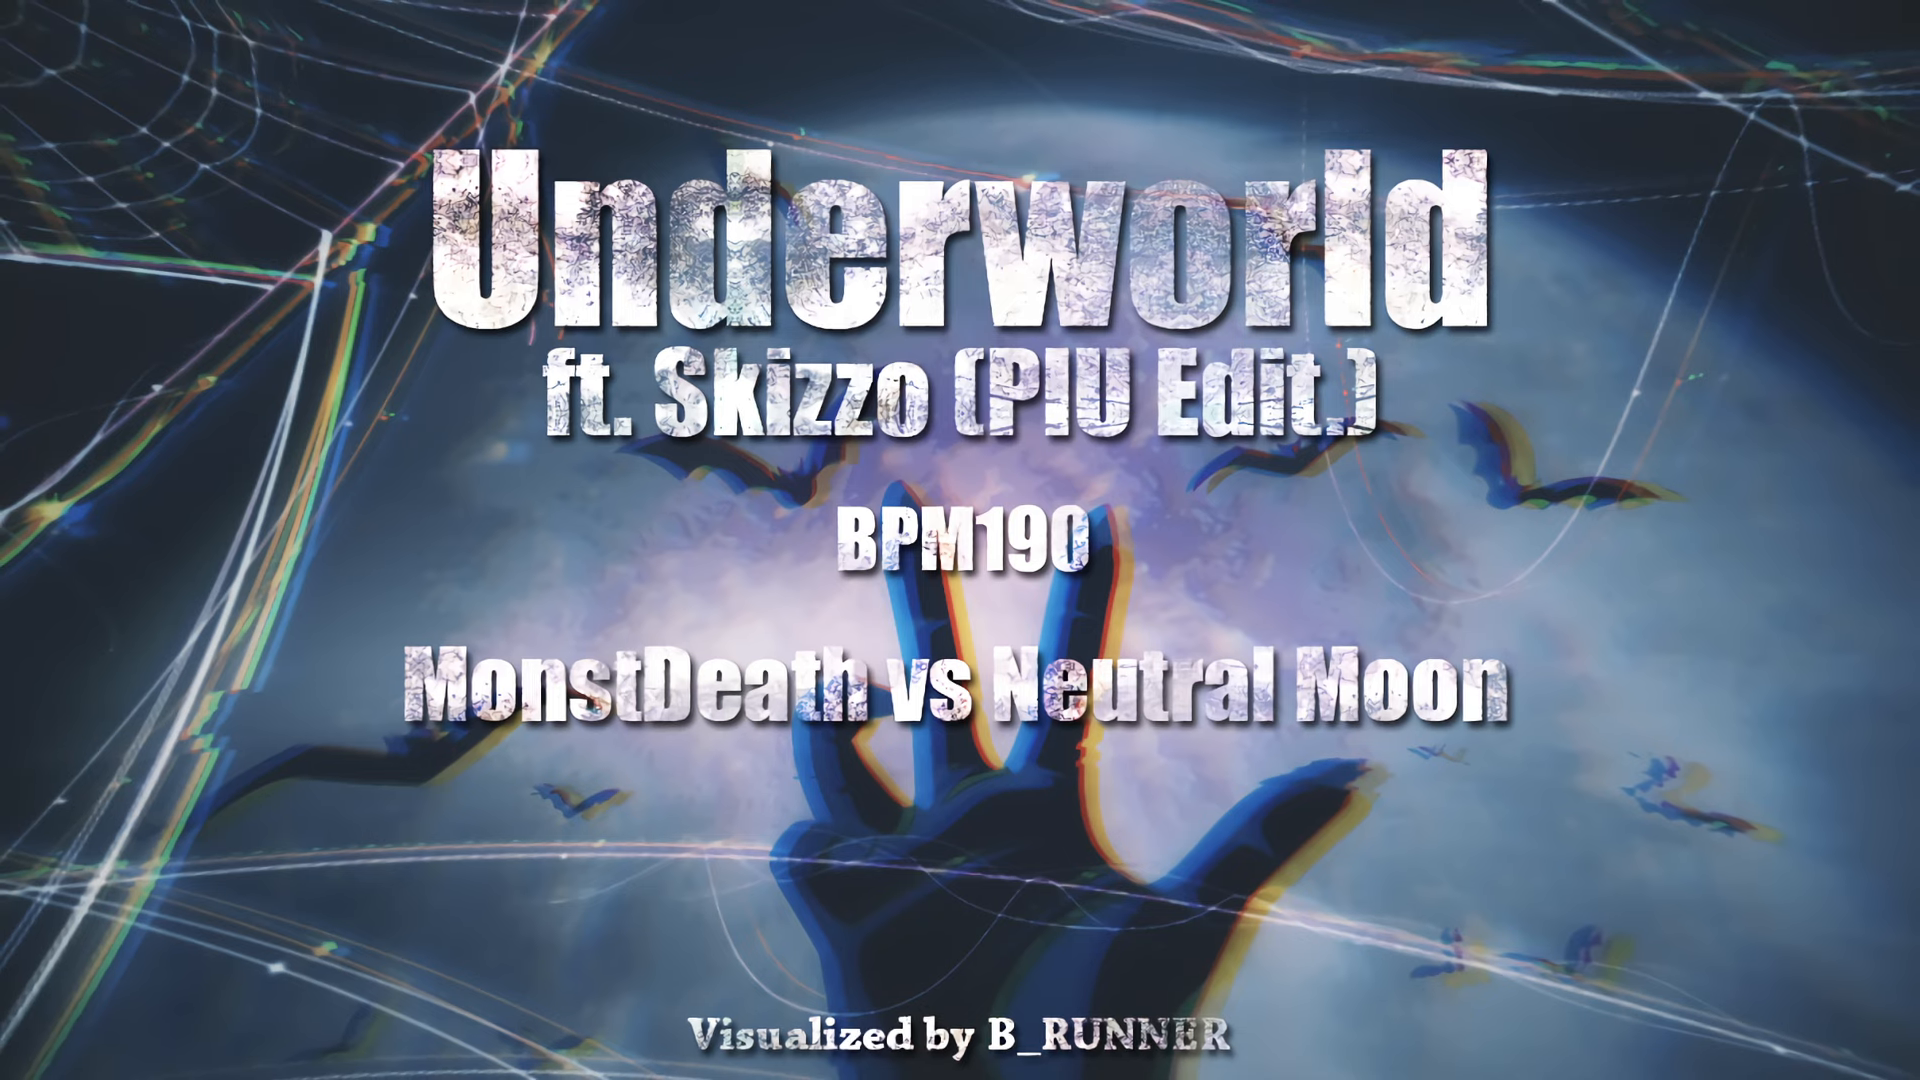 Underworld
ft. Skizzo (PIU Edit.)
BPM190
MonstDeath vs Neutral Moon
Visualized by B_RUNNER